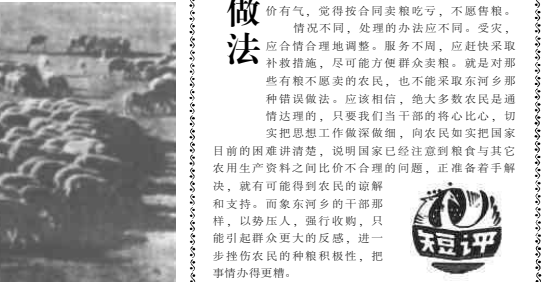 做
法
价有气，觉得按合同卖粮吃亏，不愿售粮。
情况不同，处理的办法应不同。受灾，
应合情合理地调整。服务不周，应赶快采取
补救措施，尽可能方便群众卖粮。就是对那
些有粮不愿卖的农民，也不能采取东河乡那
种错误做法。应该相信，绝大多数农民是通
情达理的，只要我们当干部的将心比心，切
实把思想工作做深做细，向农民如实把国家
目前的困难讲清楚，说明国家已经注意到粮食与其它
农用生产资料之间比价不合理的问题，正准备着手解
决，就有可能得到农民的谅解
和支持。而象东河乡的干部那
样，以势压人，强行收购，只
能引起群众更大的反感，进一
步挫伤农民的种粮积极性，把
事情办得更糟。
短评